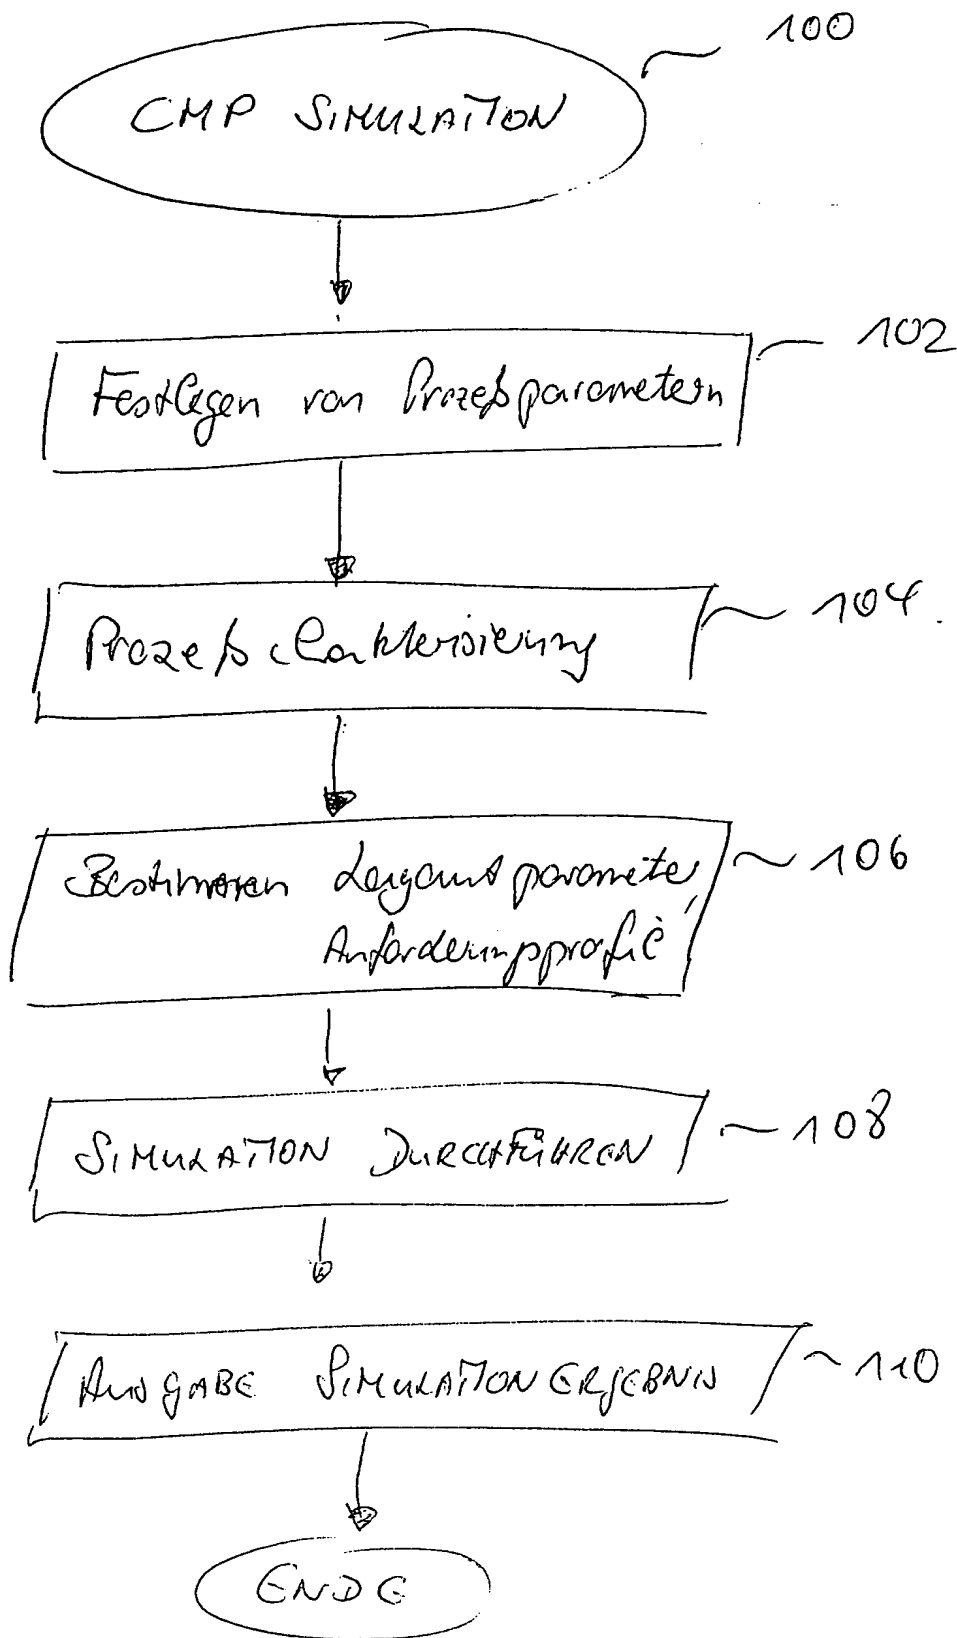 100
CMP SIMULATION
102
Festlegen von Prozeßparametern
104
Prozeßcharakterisierung
106
Bestimmen Layoutparameter,
Anforderungsprofil
108
SIMULATION DURCHFÜHREN
110
AUSGABE SIMULATIONERGEBNIS
ENDE